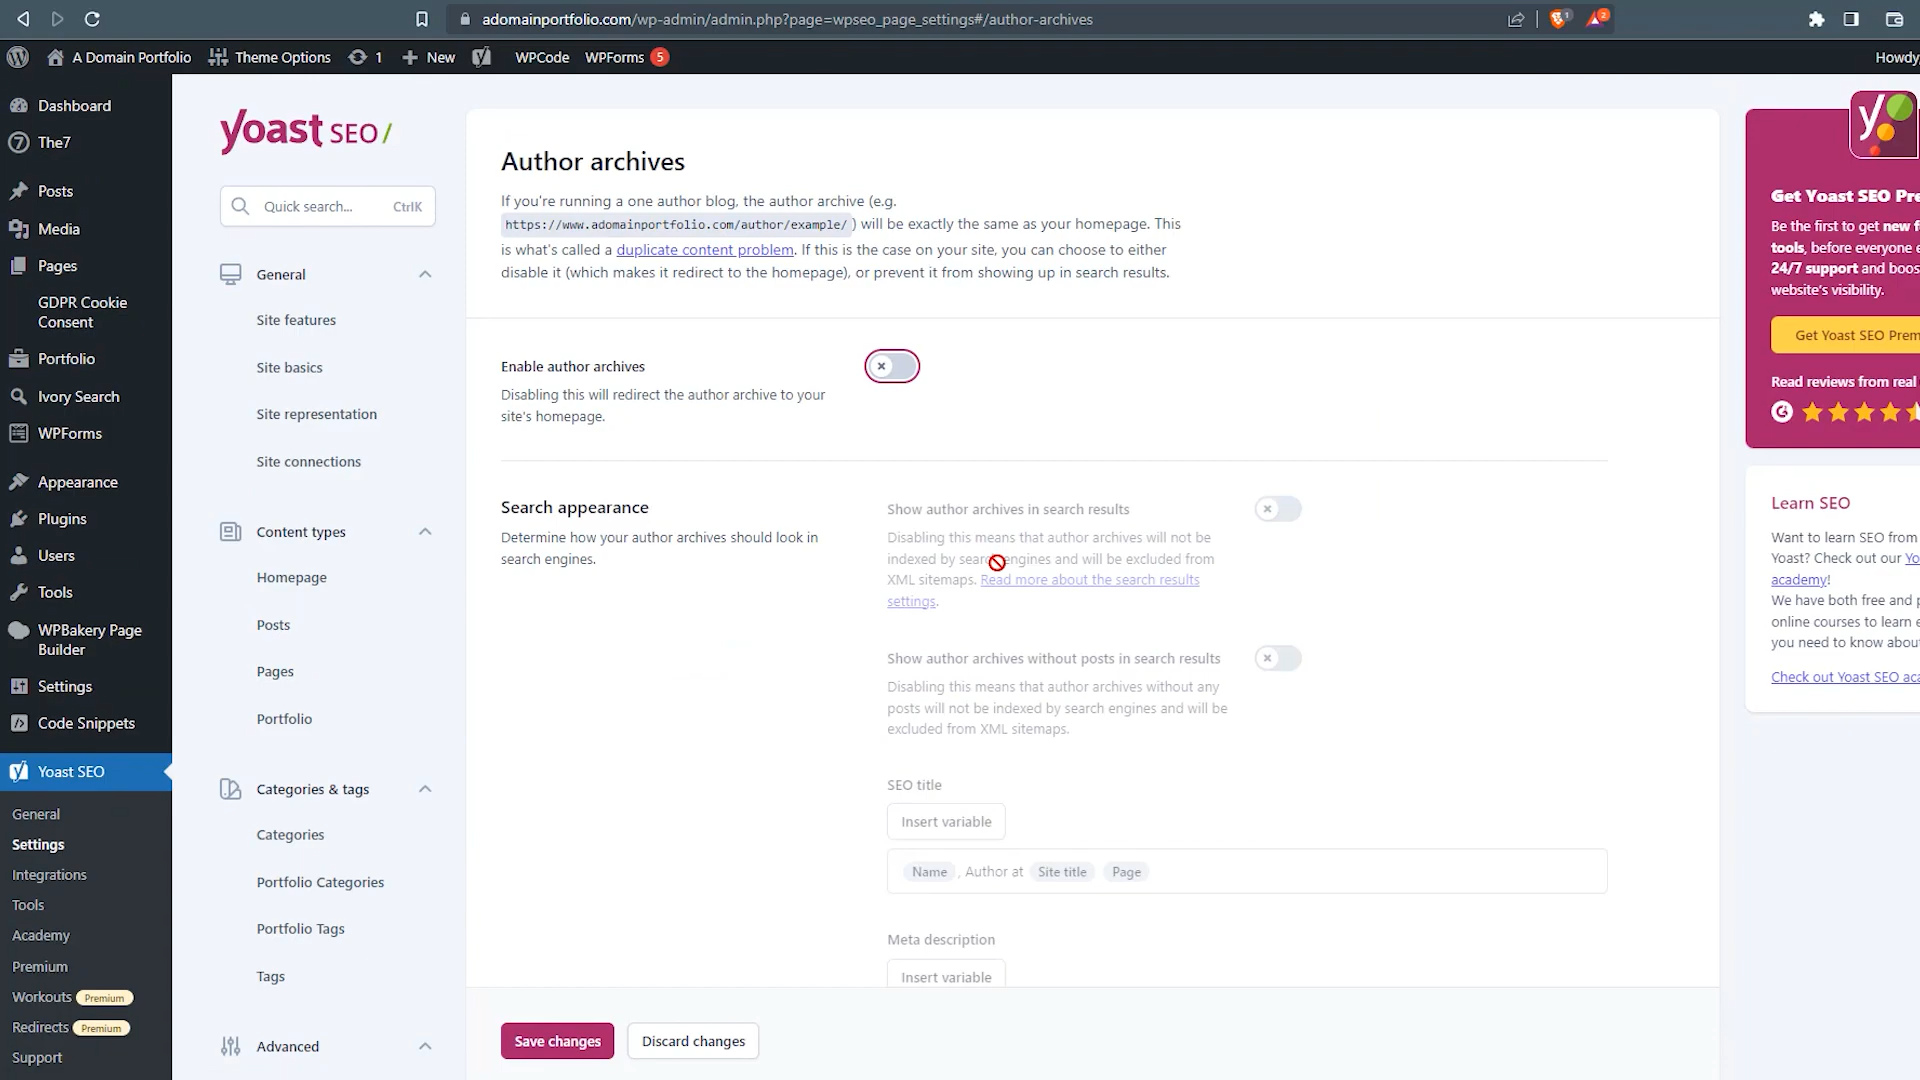 adomainportfolio.com/wp-admin/admin.php?page=wpseo_page_settings#/author-archives
1
2
A Domain Portfolio
Theme Options
1
New
WPCode
WPForms 5
Howdy,
Dashboard
The7
Posts
Media
Pages
GDPR Cookie
Consent
Portfolio
Ivory Search
WPForms
Appearance
Plugins
Users
Tools
WPBakery Page
Builder
Settings
Code Snippets
Yoast SEO
General
Settings
Integrations
Tools
Academy
Premium
Workouts Premium
Redirects Premium
Support
yoast SEO /
Quick search... CtrlK
General
Site features
Site basics
Site representation
Site connections
Content types
Homepage
Posts
Pages
Portfolio
Categories & tags
Categories
Portfolio Categories
Portfolio Tags
Tags
Advanced
Author archives
If you're running a one author blog, the author archive (e.g.
https://www.adomainportfolio.com/author/example/ ) will be exactly the same as your homepage. This
is what's called a duplicate content problem. If this is the case on your site, you can choose to either
disable it (which makes it redirect to the homepage), or prevent it from showing up in search results.
Enable author archives
Disabling this will redirect the author archive to your
site's homepage.
Search appearance
Determine how your author archives should look in
search engines.
Show author archives in search results
Disabling this means that author archives will not be
indexed by search engines and will be excluded from
XML sitemaps. Read more about the search results
settings.
Show author archives without posts in search results
Disabling this means that author archives without any
posts will not be indexed by search engines and will be
excluded from XML sitemaps.
SEO title
Insert variable
Name , Author at Site title Page
Meta description
Insert variable
Save changes
Discard changes
y
Get Yoast SEO Pre
Be the first to get new f
tools, before everyone e
24/7 support and boos
website's visibility.
Get Yoast SEO Prem
Read reviews from real
Learn SEO
Want to learn SEO from
Yoast? Check out our Yo
academy!
We have both free and p
online courses to learn e
you need to know about
Check out Yoast SEO aca